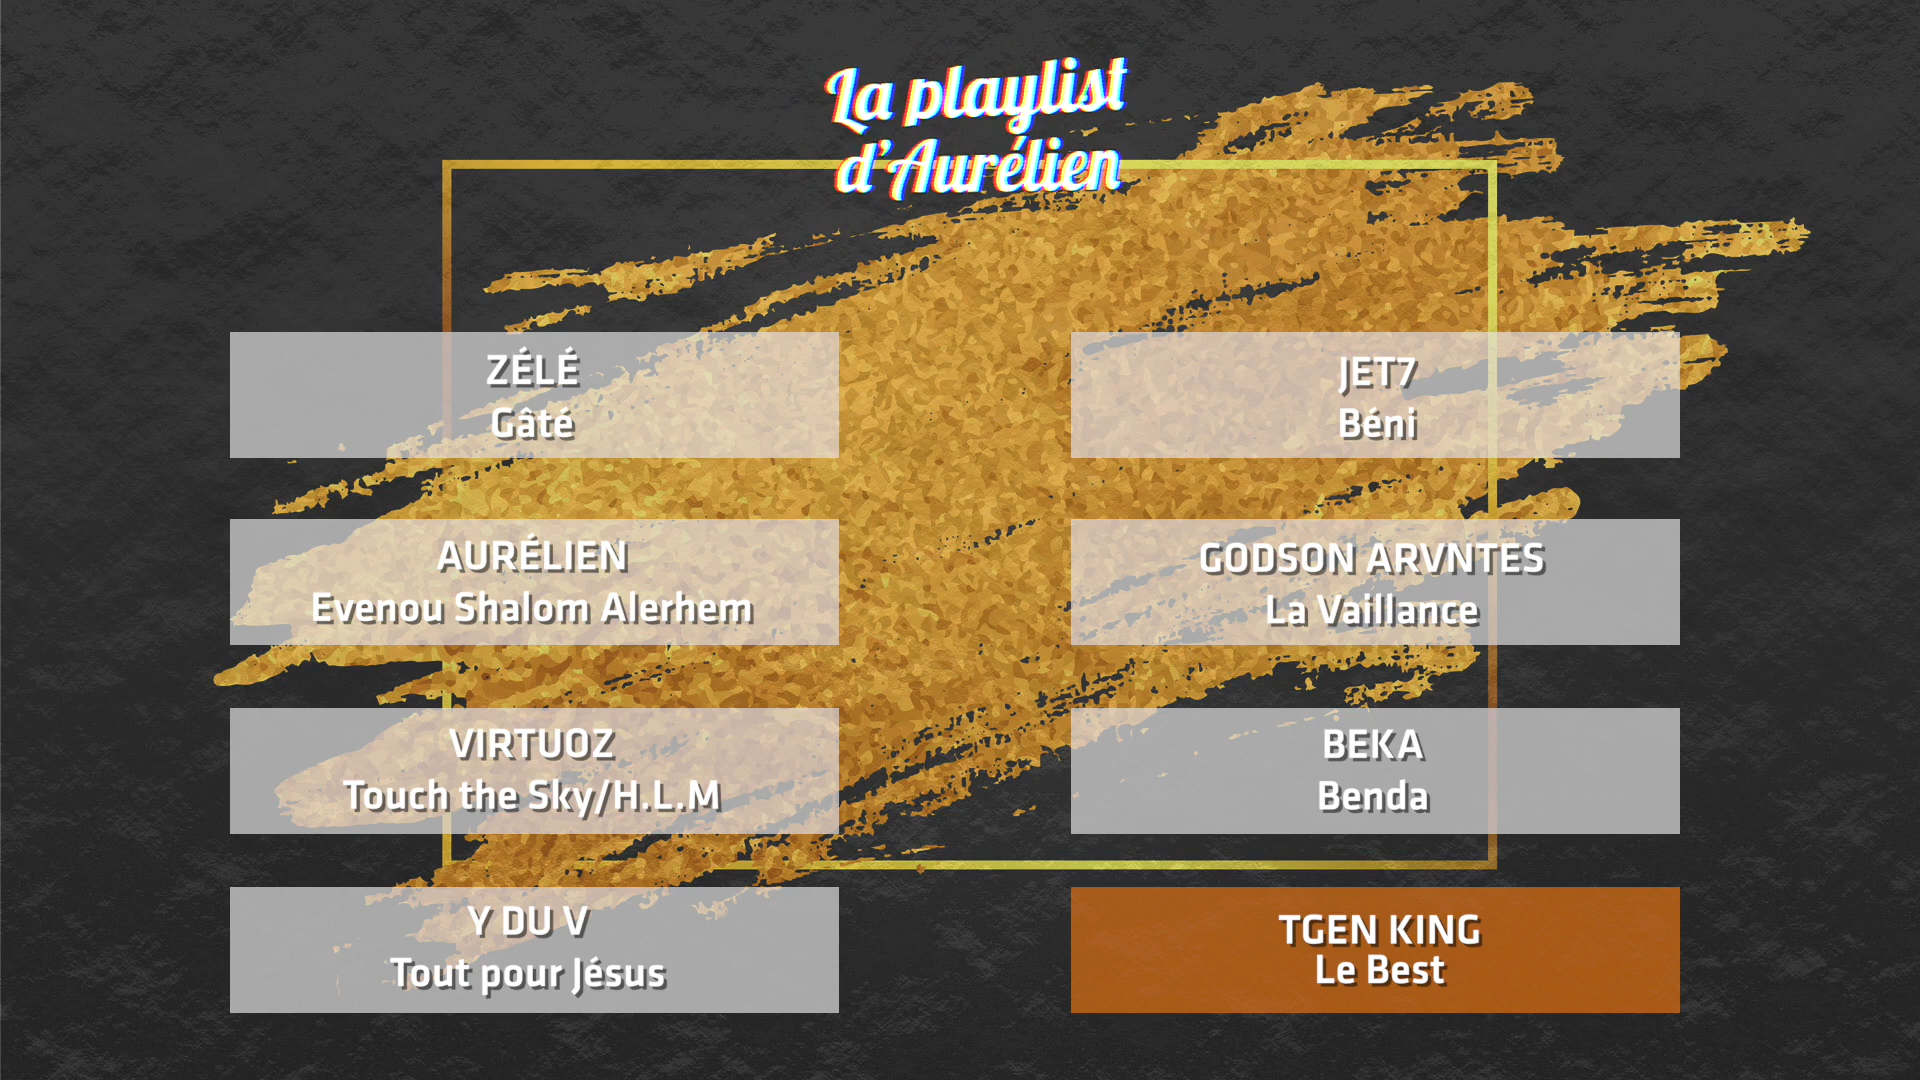 La playlist
d'Aurélien
ZÉLÉ
Gâté
JET7
Béni
AURÉLIEN
Evenou Shalom Alerhem
GODSON ARVNTES
La Vaillance
VIRTUOZ
Touch the Sky/H.L.M
BEKA
Benda
Y DU V
Tout pour Jésus
TGEN KING
Le Best